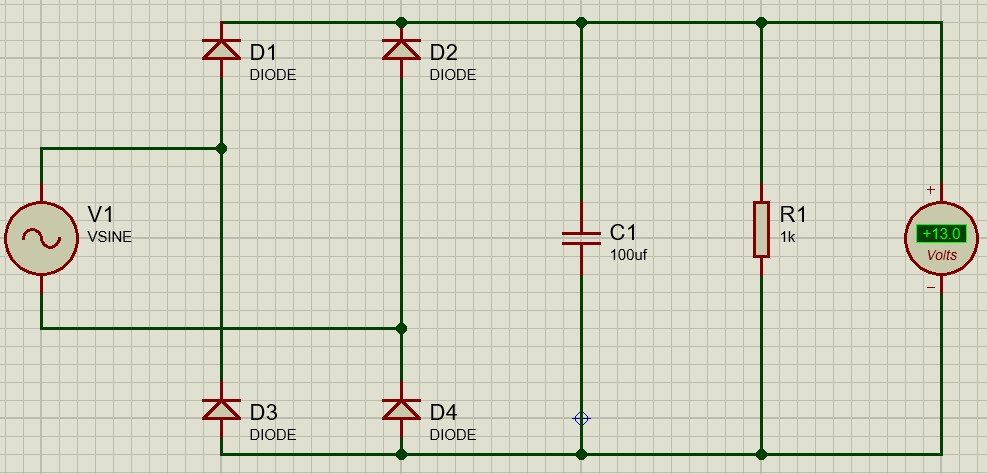 D1
DIODE
D2
DIODE
V1
VSINE
C1
100uf
R1
1k
+
+13.0
Volts
−
D3
DIODE
D4
DIODE